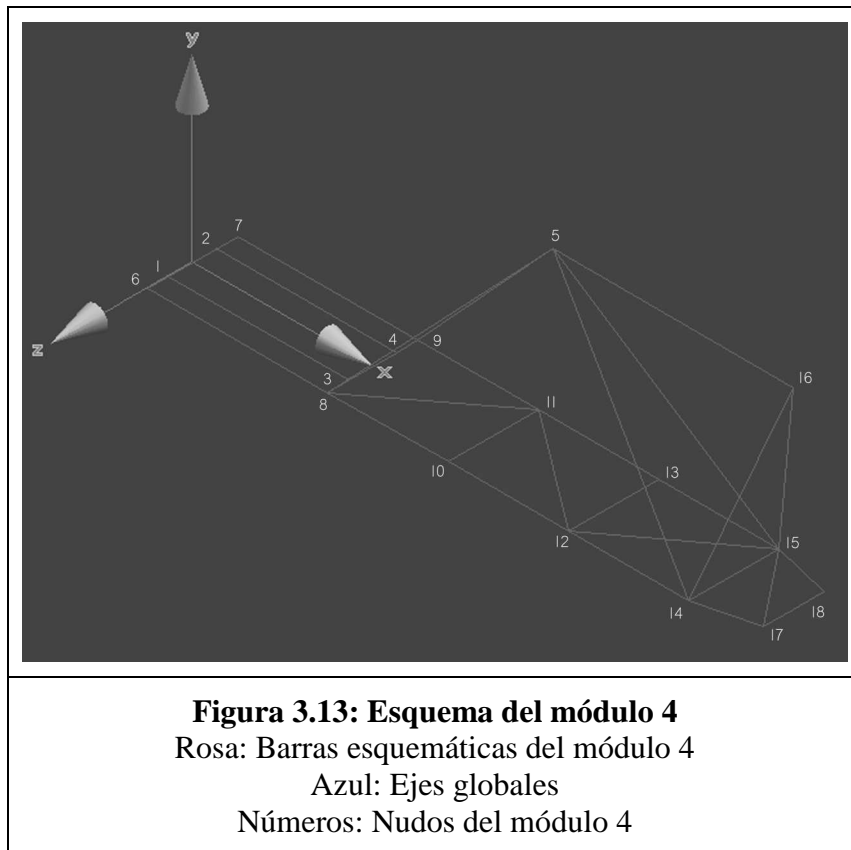 y
5
7
2
1
6
z
4
9
x
3
8
16
11
10
13
12
15
14
18
17
Figura 3.13: Esquema del módulo 4
Rosa: Barras esquemáticas del módulo 4
Azul: Ejes globales
Números: Nudos del módulo 4